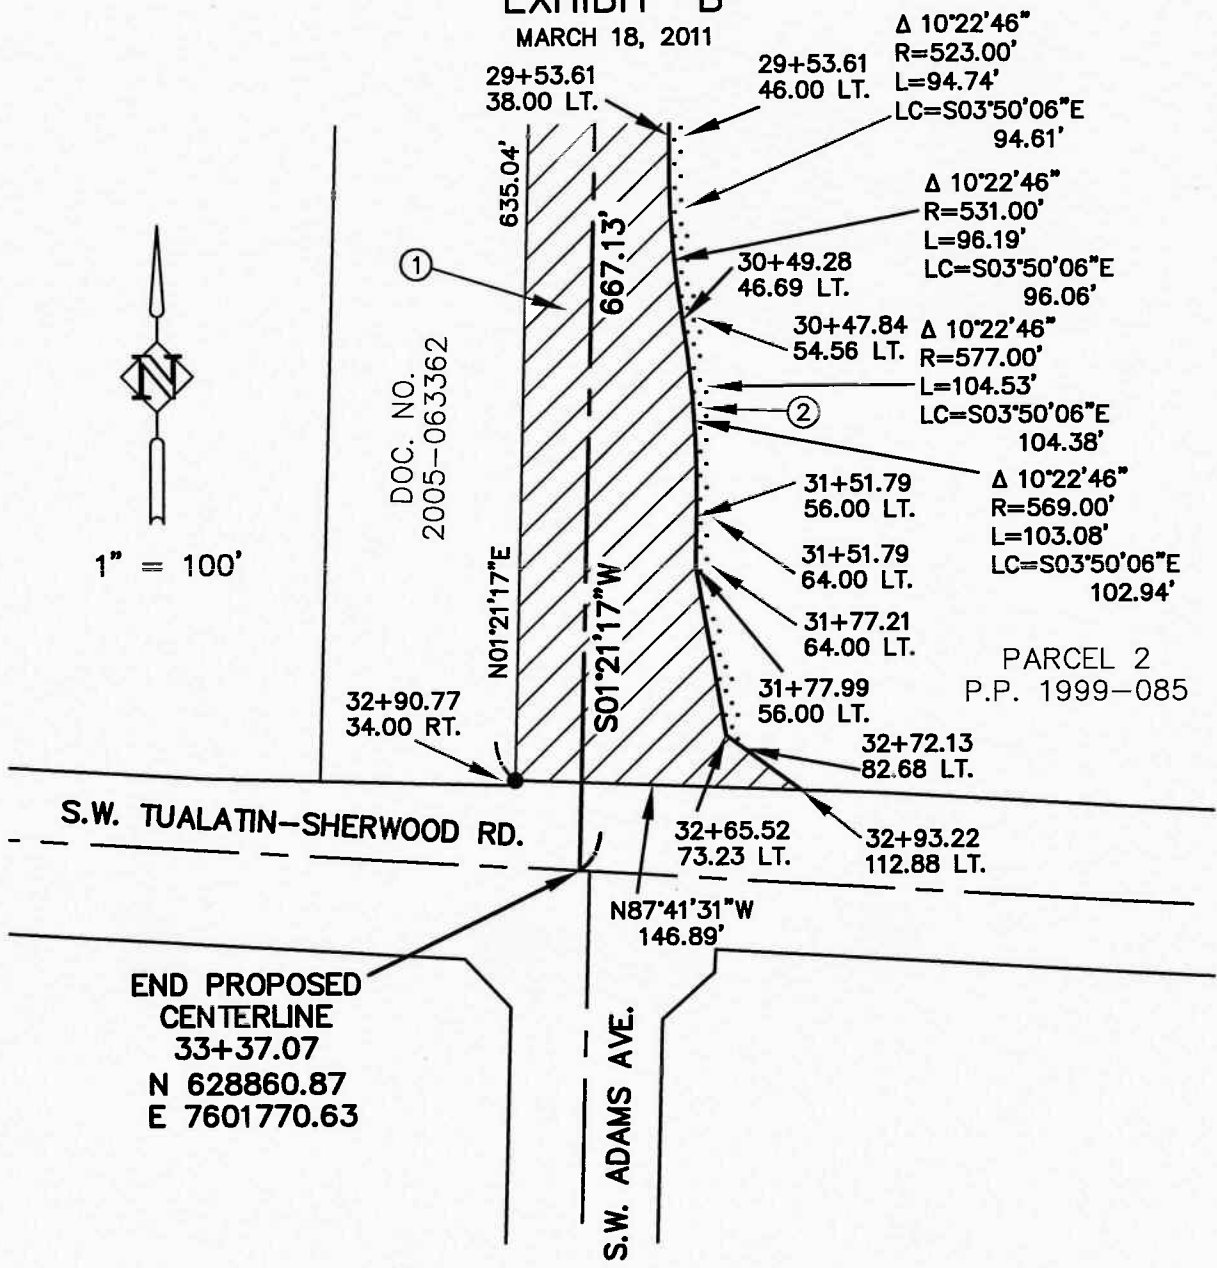 EXHIBIT "B"
MARCH 18, 2011
29+53.61
38.00 LT.
29+53.61
46.00 LT.
Δ 10°22'46"
R=523.00'
L=94.74'
LC=S03°50'06"E
94.61'
Δ 10°22'46"
R=531.00'
L=96.19'
LC=S03°50'06"E
96.06'
635.04'
667.13'
1
30+49.28
46.69 LT.
30+47.84
54.56 LT.
Δ 10°22'46"
R=577.00'
L=104.53'
LC=S03°50'06"E
104.38'
2
N
DOC. NO.
2005-063362
Δ 10°22'46"
R=569.00'
L=103.08'
LC=S03°50'06"E
102.94'
31+51.79
56.00 LT.
31+51.79
64.00 LT.
1" = 100'
N01°21'17"E
S01°21'17"W
31+77.21
64.00 LT.
PARCEL 2
P.P. 1999-085
31+77.99
56.00 LT.
32+90.77
34.00 RT.
32+72.13
82.68 LT.
S.W. TUALATIN-SHERWOOD RD.
32+65.52
73.23 LT.
32+93.22
112.88 LT.
N87°41'31"W
146.89'
END PROPOSED
CENTERLINE
33+37.07
N 628860.87
E 7601770.63
S.W. ADAMS AVE.